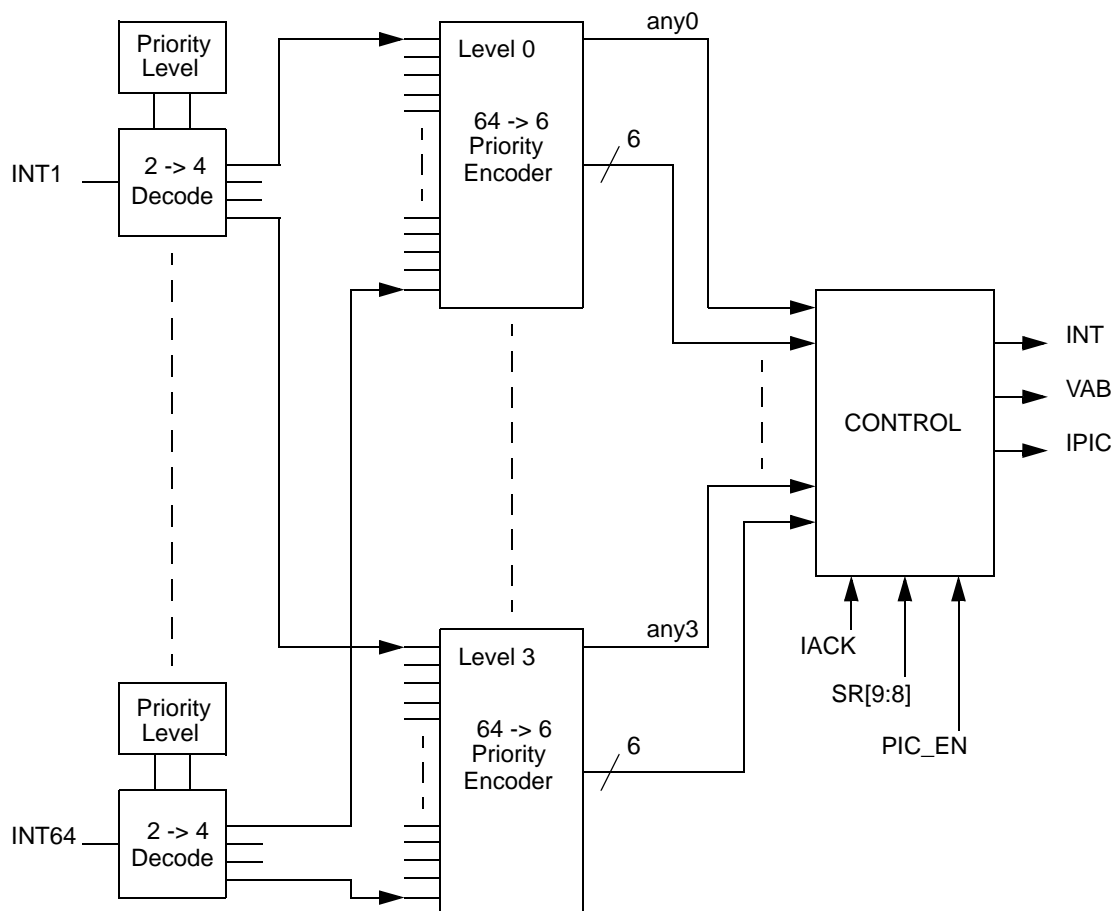 Priority
Level
INT1
2 -> 4
Decode
Level 0
64 -> 6
Priority
Encoder
any0
6
CONTROL
INT
VAB
IPIC
IACK
SR[9:8]
PIC_EN
Priority
Level
INT64
2 -> 4
Decode
Level 3
64 -> 6
Priority
Encoder
any3
6